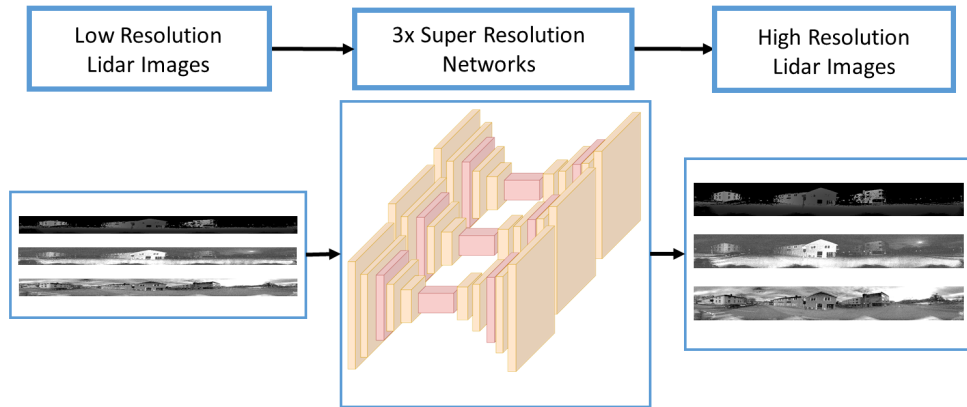 Low Resolution
Lidar Images
3x Super Resolution
Networks
High Resolution
Lidar Images